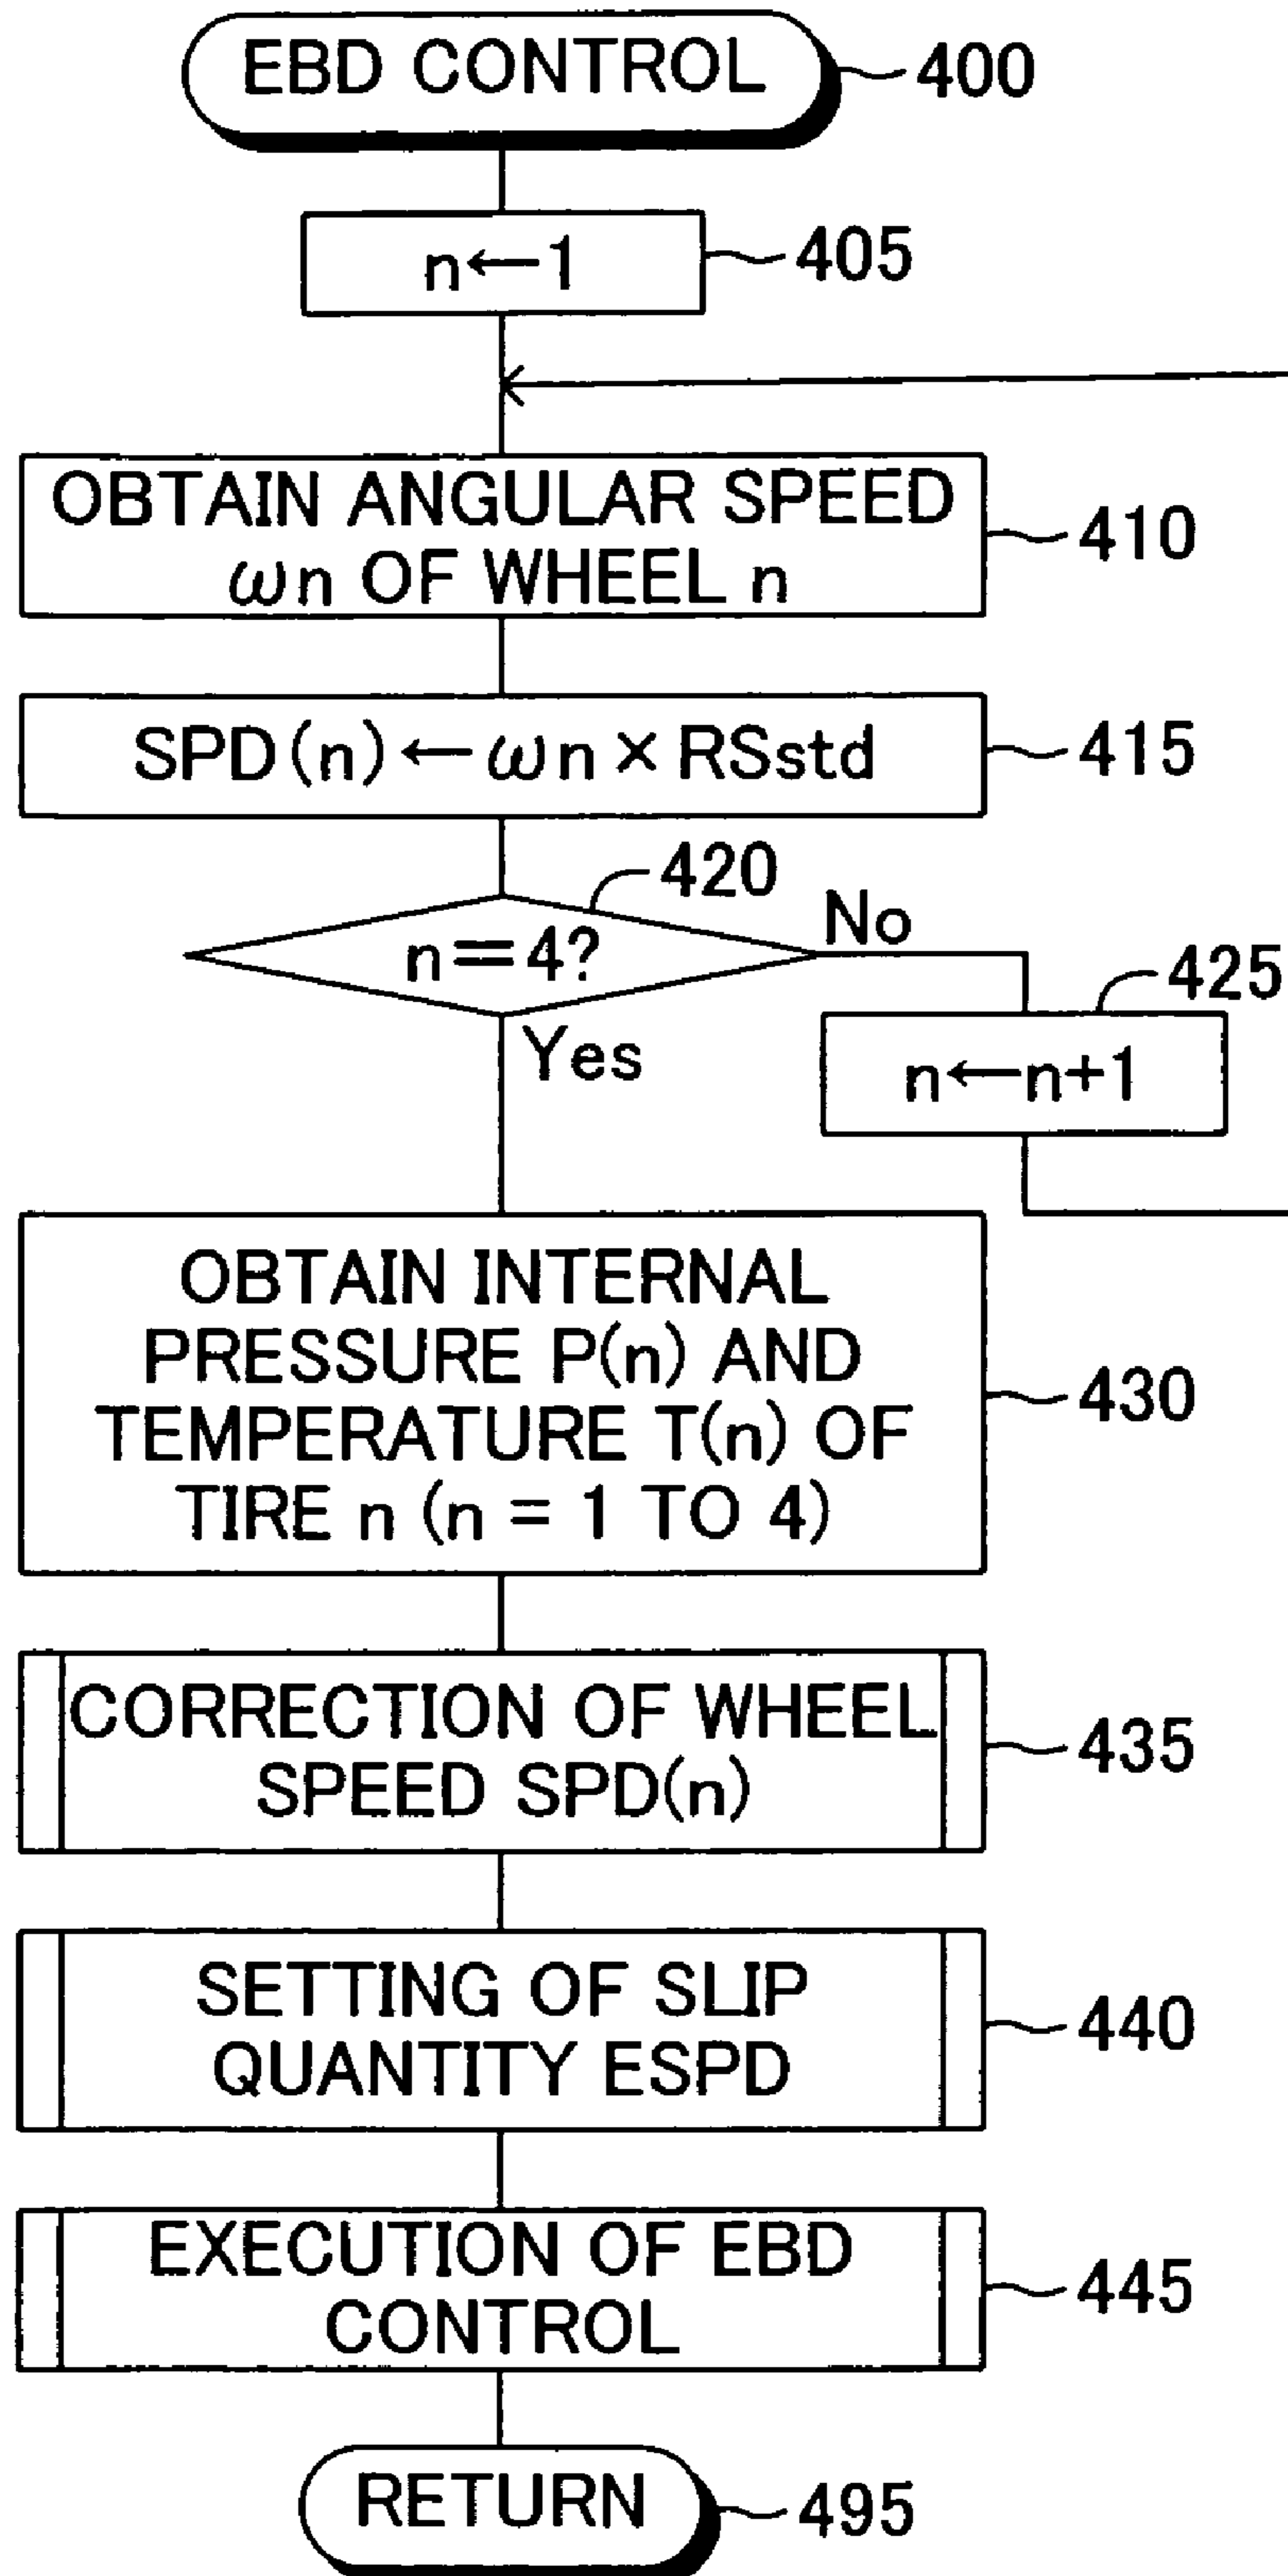 EBD CONTROL
400
n←1
405
OBTAIN ANGULAR SPEED
ωn OF WHEEL n
410
SPD(n)←ωn×RSstd
415
420
n=4?
No
Yes
425
n←n+1
OBTAIN INTERNAL
PRESSURE P(n) AND
TEMPERATURE T(n) OF
TIRE n (n = 1 TO 4)
430
CORRECTION OF WHEEL
SPEED SPD(n)
435
SETTING OF SLIP
QUANTITY ESPD
440
EXECUTION OF EBD
CONTROL
445
RETURN
495